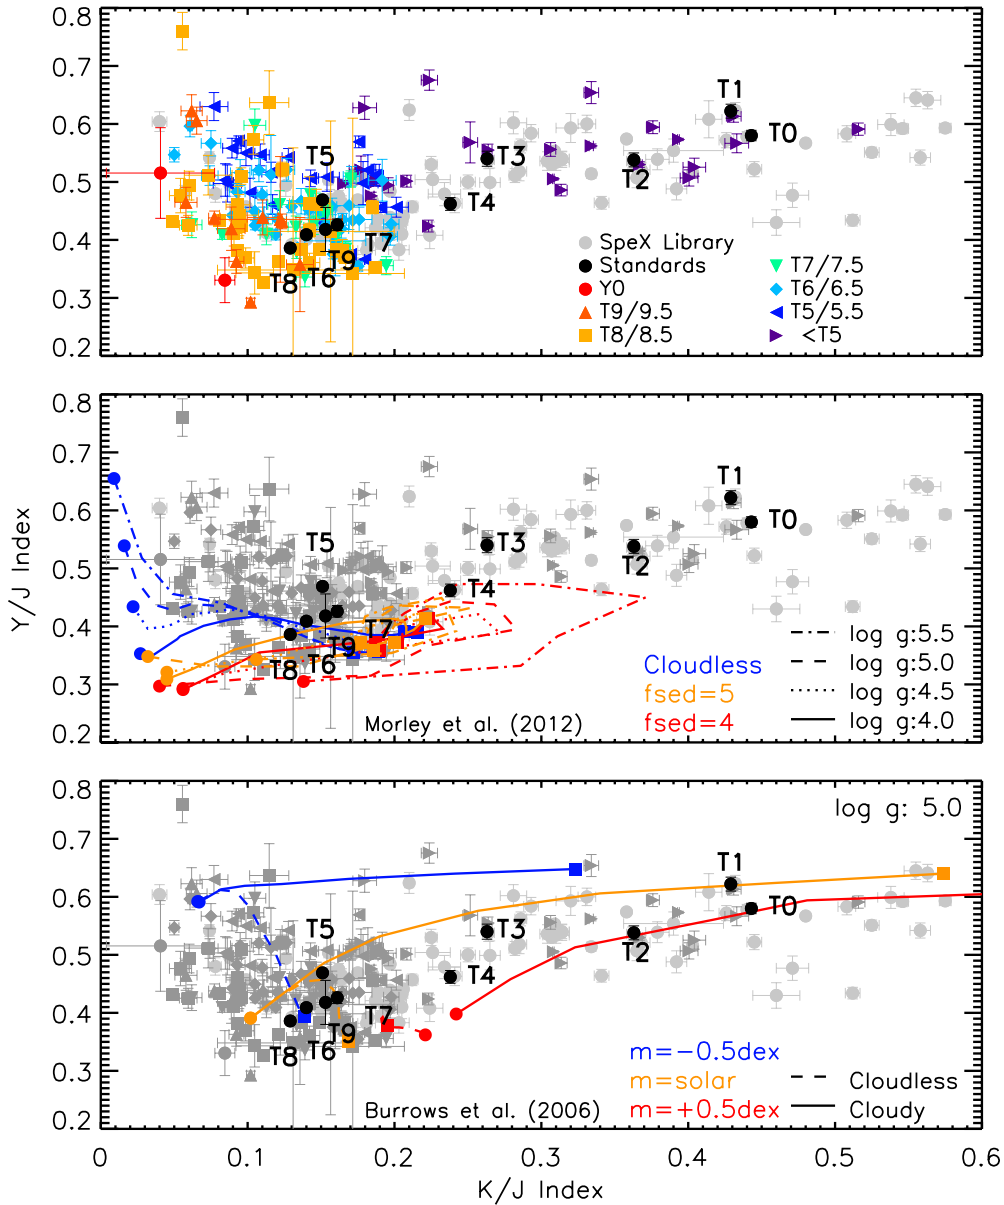 0.8
0.7
0.6
0.5
0.4
0.3
0.2
T1
T0
T5
T3
T2
T4
T7
T9
T8 T6
SpeX Library
Standards
Y0
T9/9.5
T8/8.5
T7/7.5
T6/6.5
T5/5.5
<T5
0.8
0.7
0.6
0.5
0.4
0.3
0.2
Y/J Index
T1
T0
T5
T3
T2
T4
T7
T9
T8 T6
Cloudless
fsed=5
fsed=4
log g:5.5
log g:5.0
log g:4.5
log g:4.0
Morley et al. (2012)
0.8
0.7
0.6
0.5
0.4
0.3
0.2
log g: 5.0
T1
T0
T5
T3
T2
T4
T7
T9
T8 T6
m=-0.5dex
m=solar
m=+0.5dex
Cloudless
Cloudy
Burrows et al. (2006)
0 0.1 0.2 0.3 0.4 0.5 0.6
K/J Index